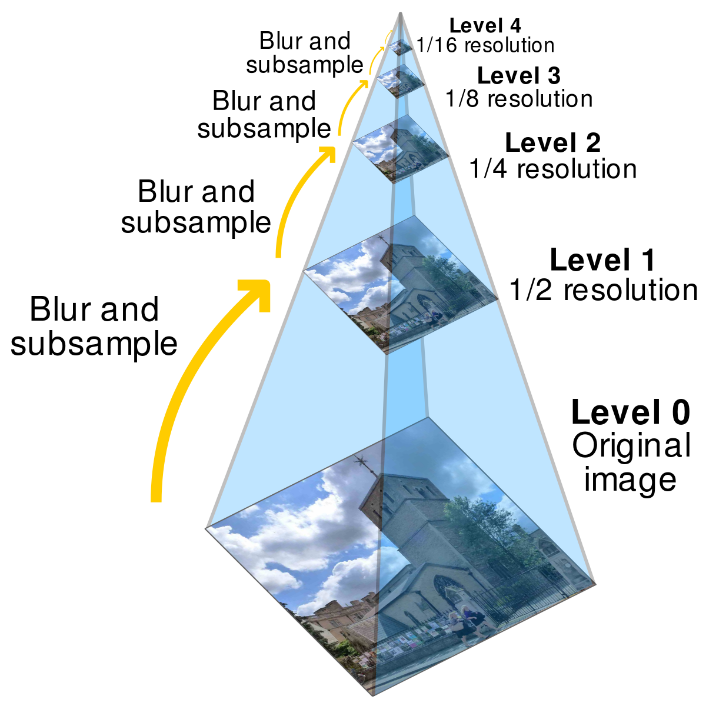 Level 4
1/16 resolution
Blur and
subsample
Level 3
1/8 resolution
Blur and
subsample
Level 2
1/4 resolution
Blur and
subsample
Level 1
1/2 resolution
Blur and
subsample
Level 0
Original
image